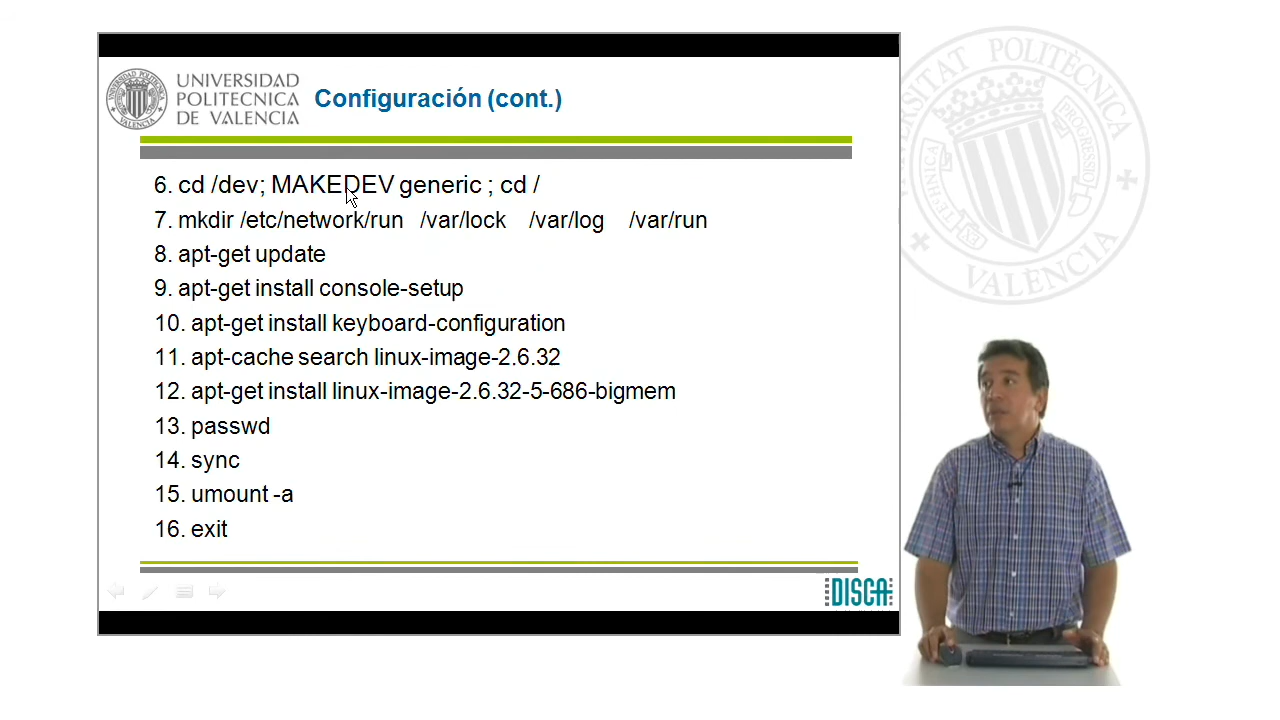 UNIVERSIDAD
POLITECNICA
DE VALENCIA
Configuración (cont.)
6. cd /dev; MAKEDEV generic ; cd /
7. mkdir /etc/network/run /var/lock /var/log /var/run
8. apt-get update
9. apt-get install console-setup
10. apt-get install keyboard-configuration
11. apt-cache search linux-image-2.6.32
12. apt-get install linux-image-2.6.32-5-686-bigmem
13. passwd
14. sync
15. umount -a
16. exit
DISCA
POLITÈCNICA
VALÈNCIA